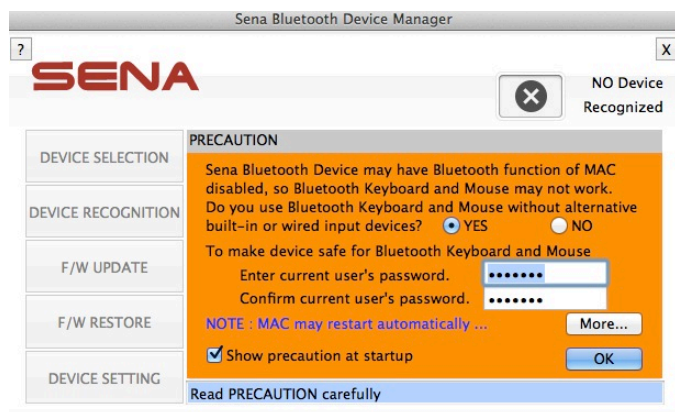 Sena Bluetooth Device Manager
?
X
SENA
NO Device
Recognized
DEVICE SELECTION
DEVICE RECOGNITION
F/W UPDATE
F/W RESTORE
DEVICE SETTING
PRECAUTION
Sena Bluetooth Device may have Bluetooth function of MAC
disabled, so Bluetooth Keyboard and Mouse may not work.
Do you use Bluetooth Keyboard and Mouse without alternative
built-in or wired input devices? YES NO
To make device safe for Bluetooth Keyboard and Mouse
Enter current user's password. •••••••
Confirm current user's password. •••••••
NOTE : MAC may restart automatically ... More...
Show precaution at startup OK
Read PRECAUTION carefully